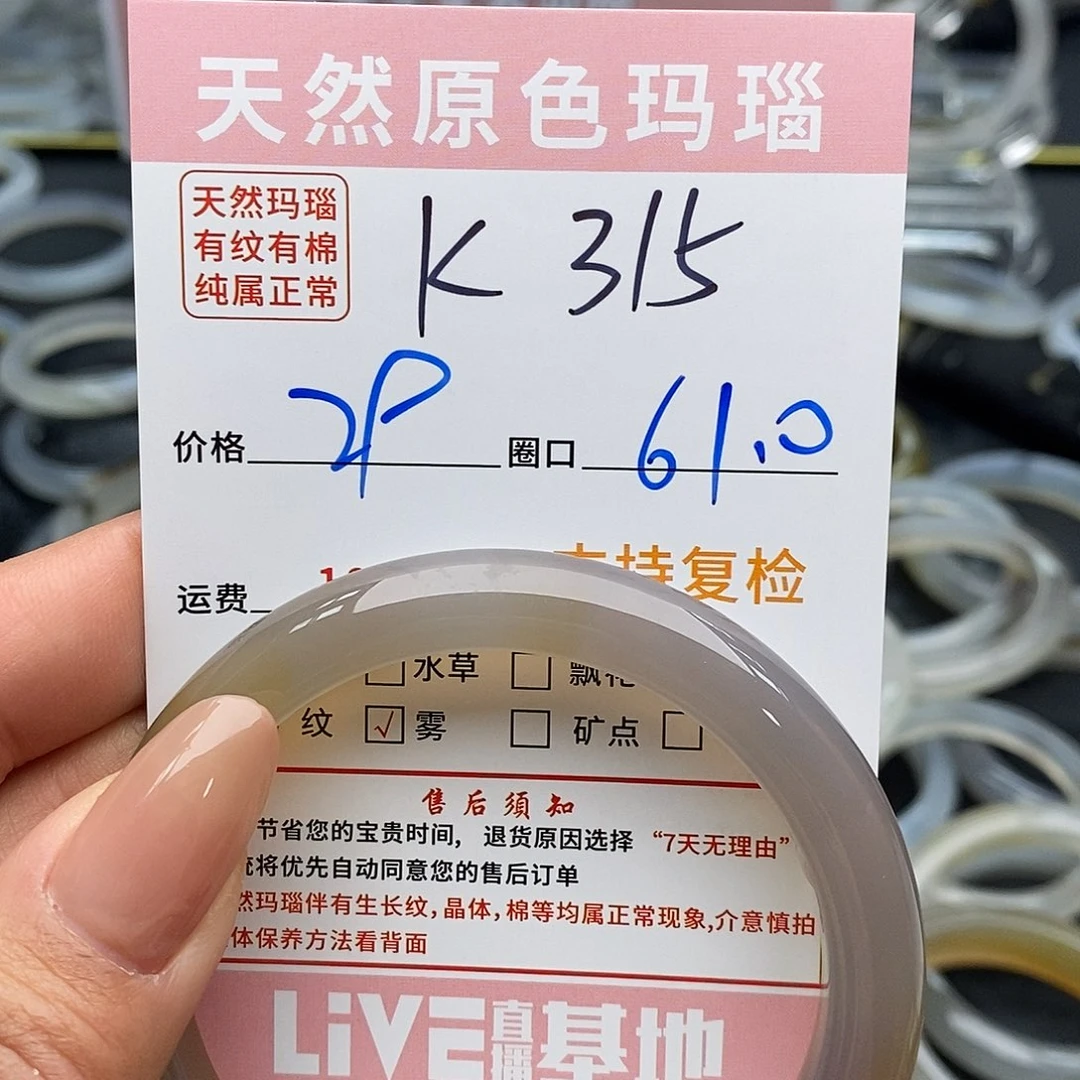 天然原色玛瑙
天然玛瑙
有纹有棉
纯属正常
K 315
价格 圈口 61.0
运费 支持复检
水草 飘花
纹 √ 雾 矿点
售后须知
节省您的宝贵时间，退货原因选择“7天无理由”
将优先自动同意您的售后订单
然玛瑙伴有生长纹,晶体,棉等均属正常现象,介意慎拍
体保养方法看背面
LiVE直播基地